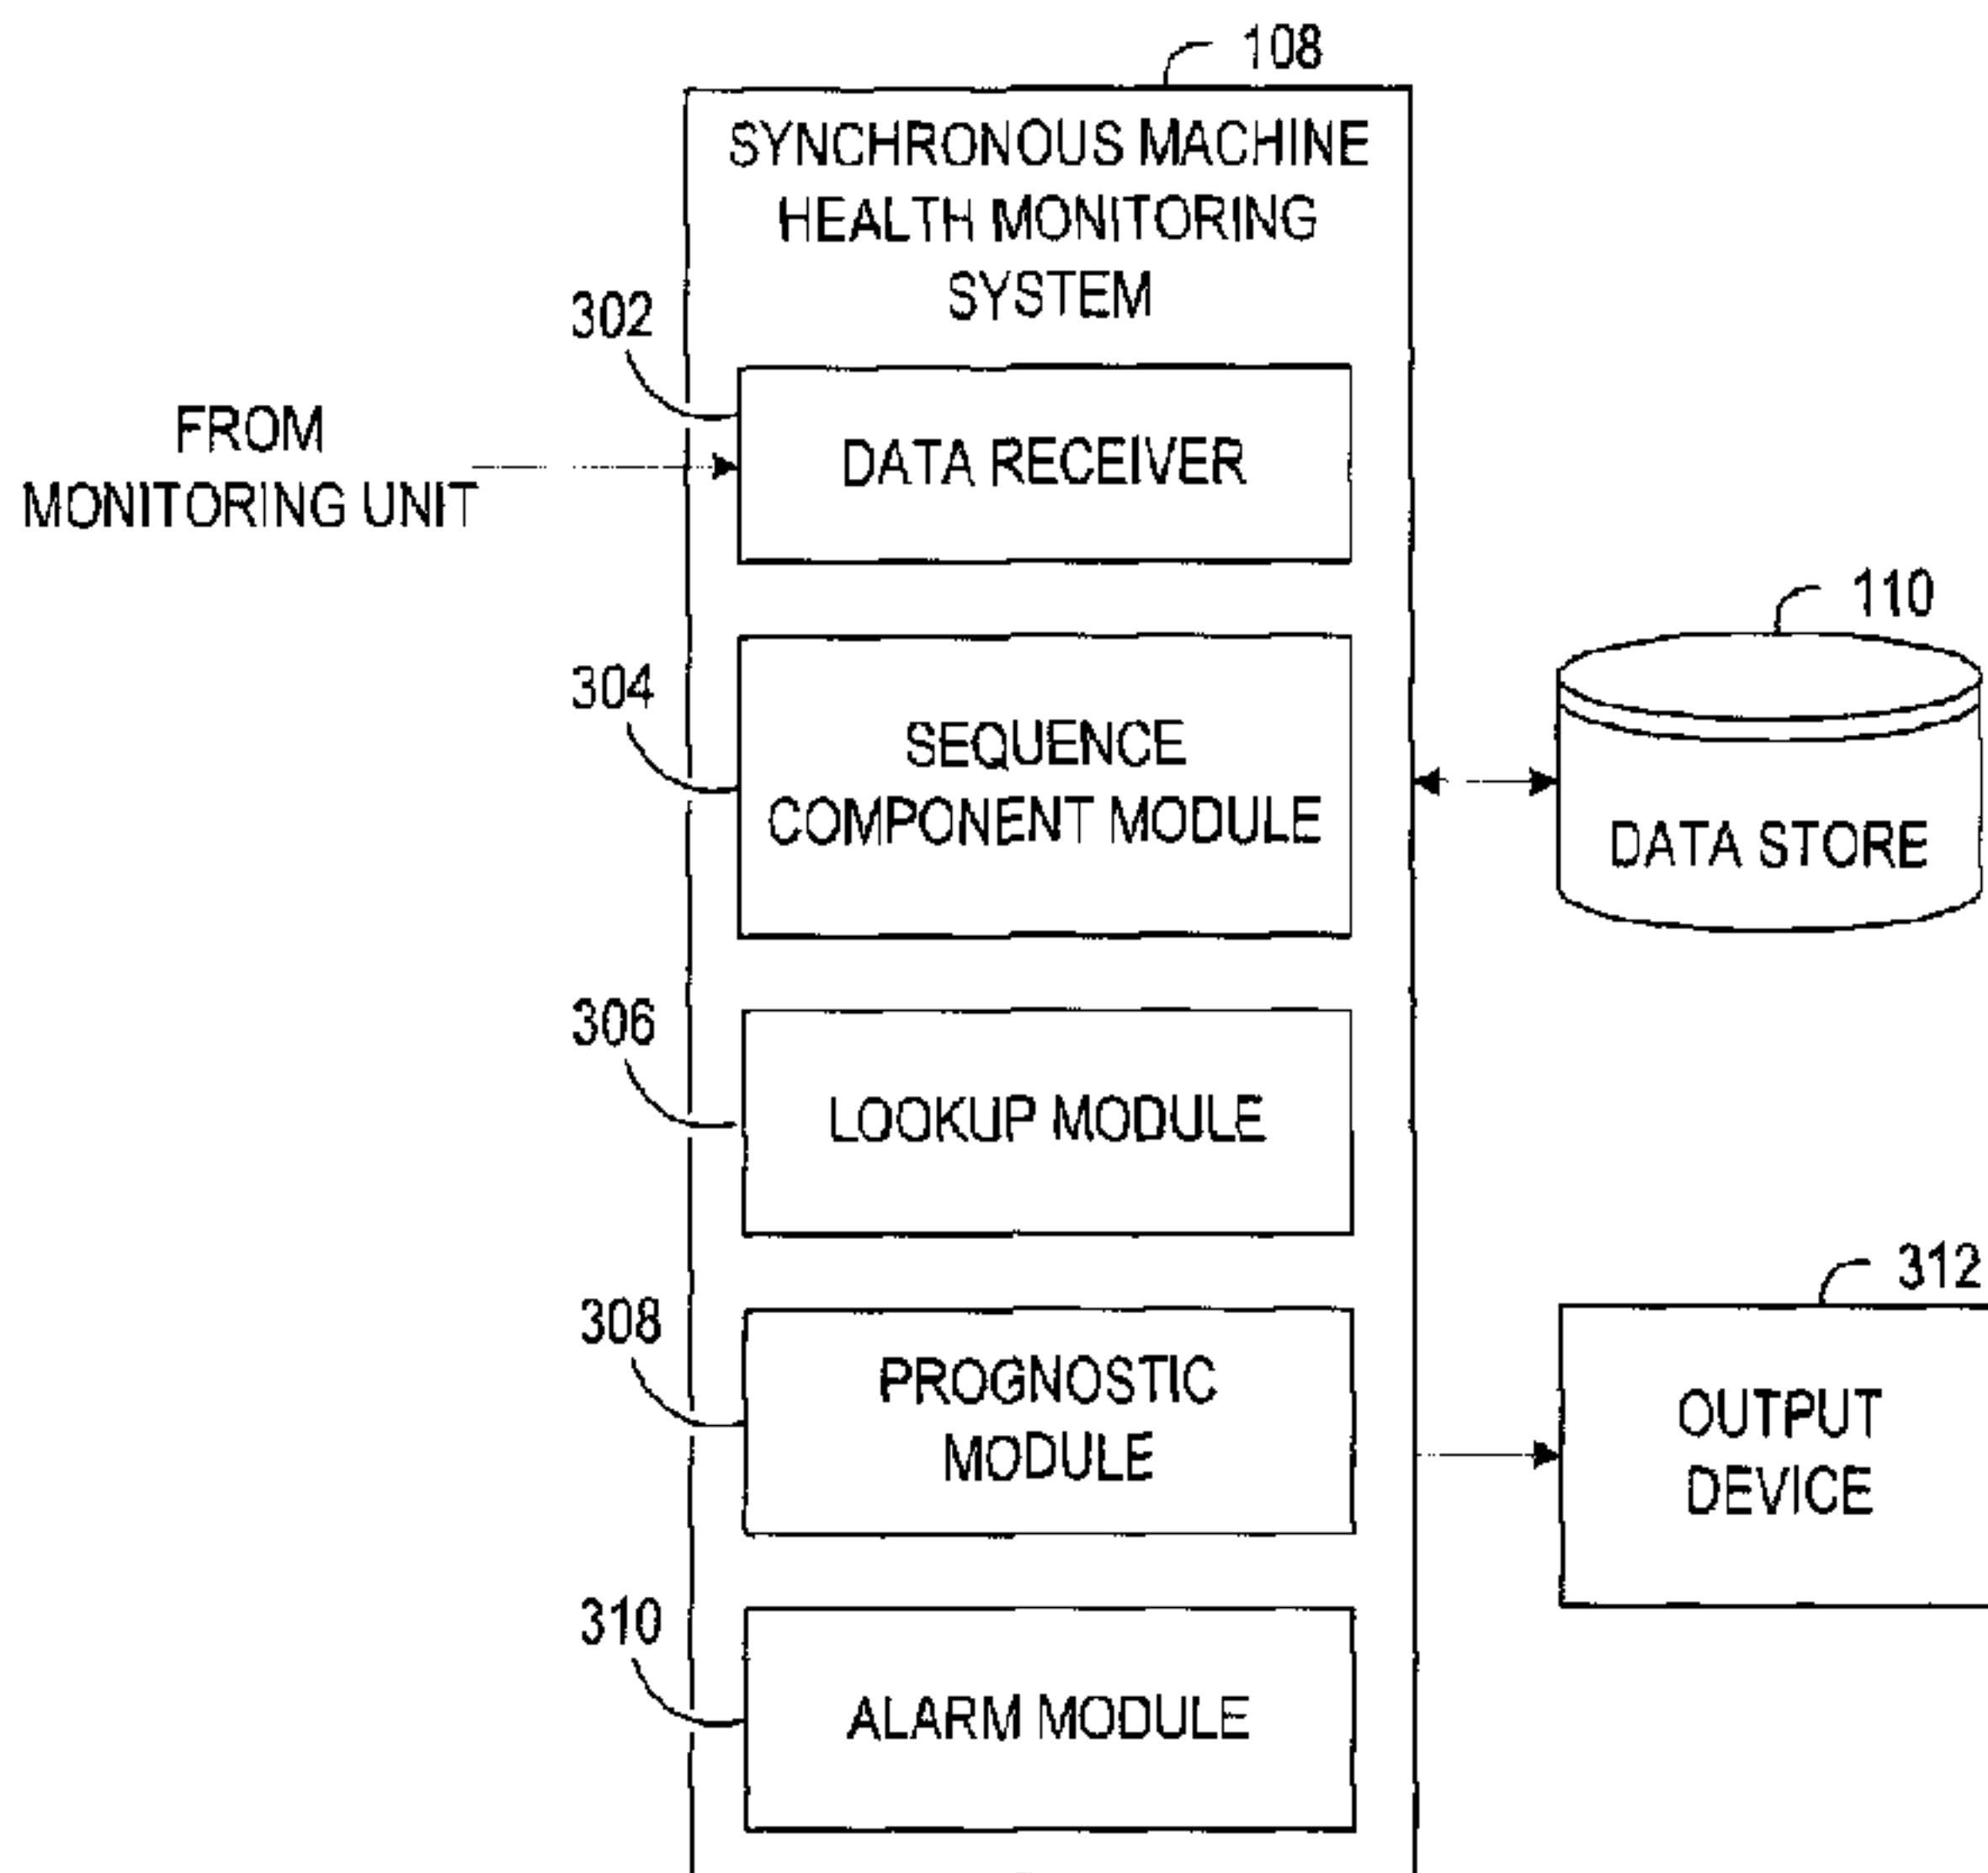 108
SYNCHRONOUS MACHINE
HEALTH MONITORING
SYSTEM
302
FROM
MONITORING UNIT
DATA RECEIVER
110
304
SEQUENCE
COMPONENT MODULE
DATA STORE
306
LOOKUP MODULE
312
308
PROGNOSTIC
MODULE
OUTPUT
DEVICE
310
ALARM MODULE